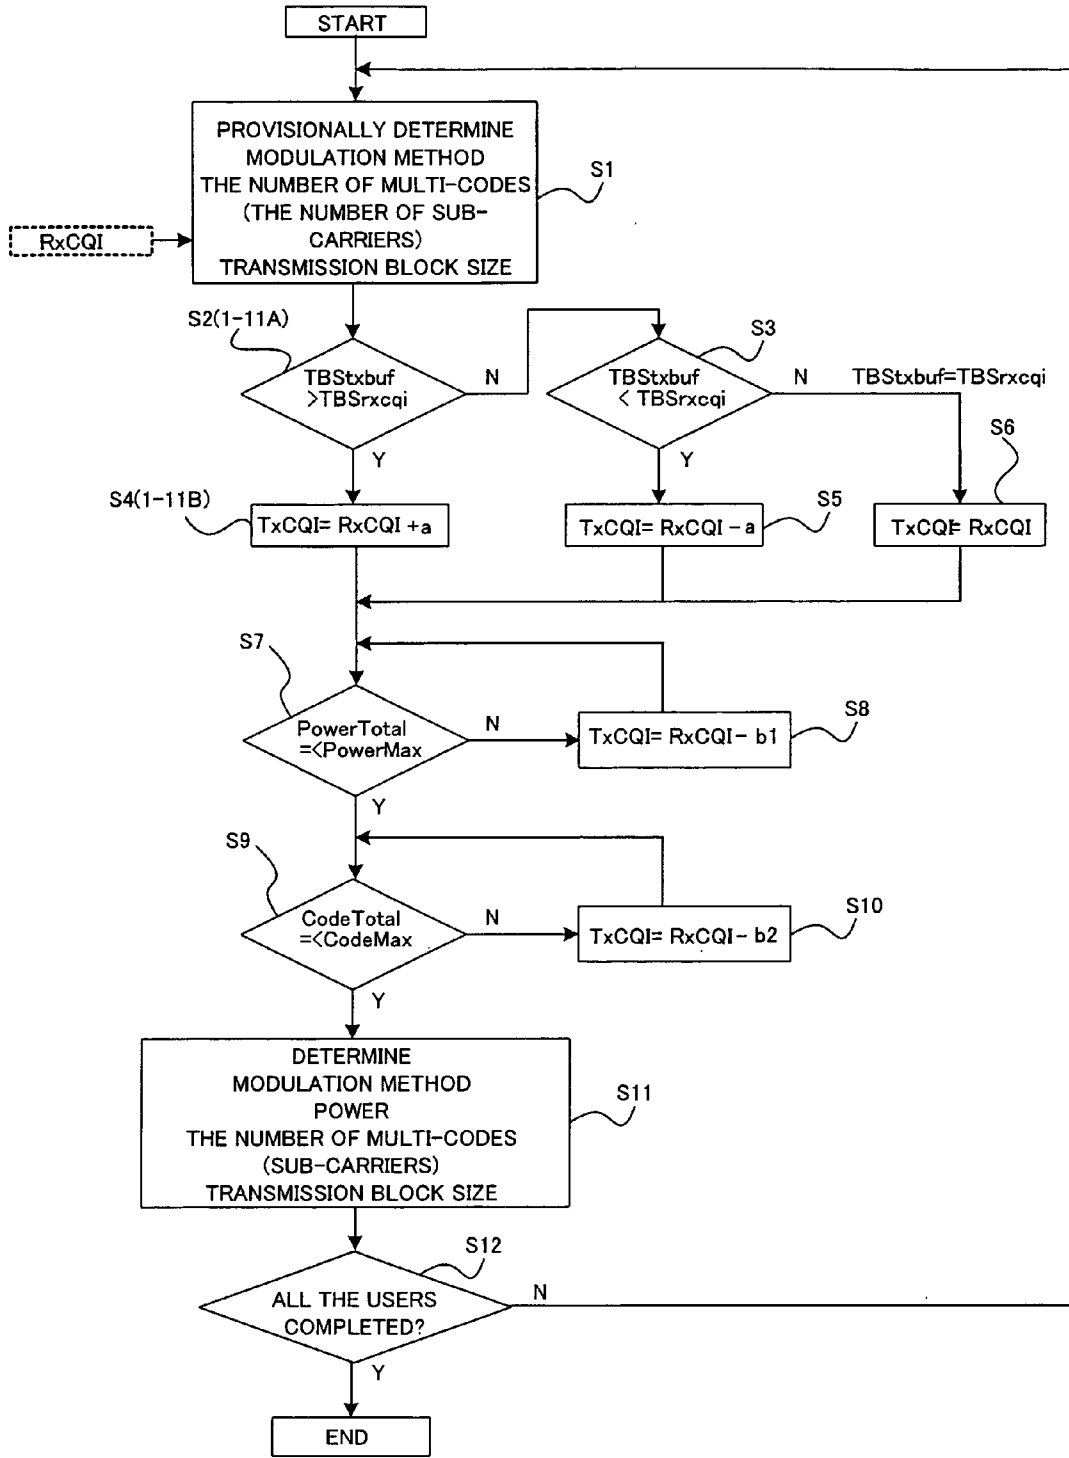 START
PROVISIONALLY DETERMINE
MODULATION METHOD
THE NUMBER OF MULTI-CODES
(THE NUMBER OF SUB-
CARRIERS)
TRANSMISSION BLOCK SIZE
S1
RxCQI
S2(1-11A)
TBStxbuf
>TBSrxcqi
N
Y
S3
TBStxbuf
< TBSrxcqi
N
Y
TBStxbuf=TBSrxcqi
S6
S4(1-11B)
TxCQI= RxCQI +a
TxCQI= RxCQI -a
S5
TxCQI= RxCQI
S7
PowerTotal
=<PowerMax
N
Y
TxCQI= RxCQI- b1
S8
S9
CodeTotal
=<CodeMax
N
Y
TxCQI= RxCQI- b2
S10
DETERMINE
MODULATION METHOD
POWER
THE NUMBER OF MULTI-CODES
(SUB-CARRIERS)
TRANSMISSION BLOCK SIZE
S11
S12
ALL THE USERS
COMPLETED?
N
Y
END